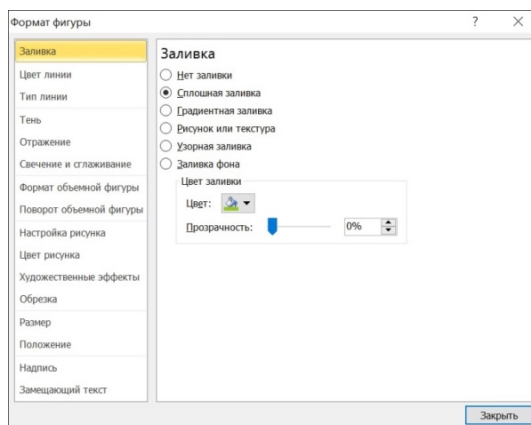 Формат фигуры
Заливка
Цвет линии
Тип линии
Тень
Отражение
Свечение и сглаживание
Формат объемной фигуры
Поворот объемной фигуры
Настройка рисунка
Цвет рисунка
Художественные эффекты
Обрезка
Размер
Положение
Надпись
Замещающий текст
Заливка
Нет заливки
Сплошная заливка
Градиентная заливка
Рисунок или текстура
Узорная заливка
Заливка фона
Цвет заливки
Цвет:
Прозрачность: 0%
Закрыть